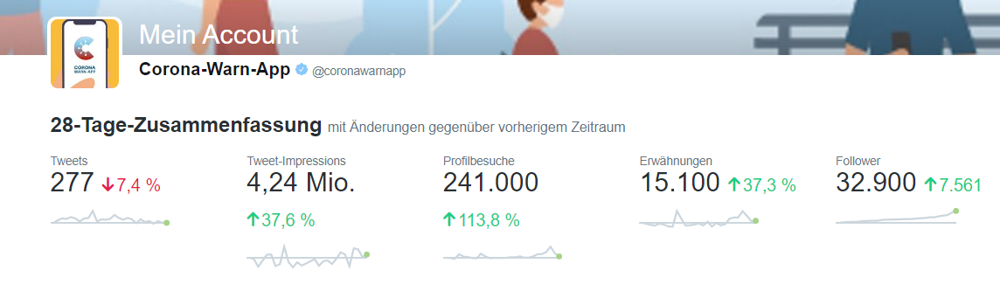 Mein Account
CORONA
WARN-APP
Corona-Warn-App @coronawarnapp
28-Tage-Zusammenfassung mit Änderungen gegenüber vorherigem Zeitraum
Tweets
277 7,4 %
Tweet-Impressions
4,24 Mio.
37,6 %
Profilbesuche
241.000
113,8 %
Erwähnungen
15.100 37,3 %
Follower
32.900 7.561